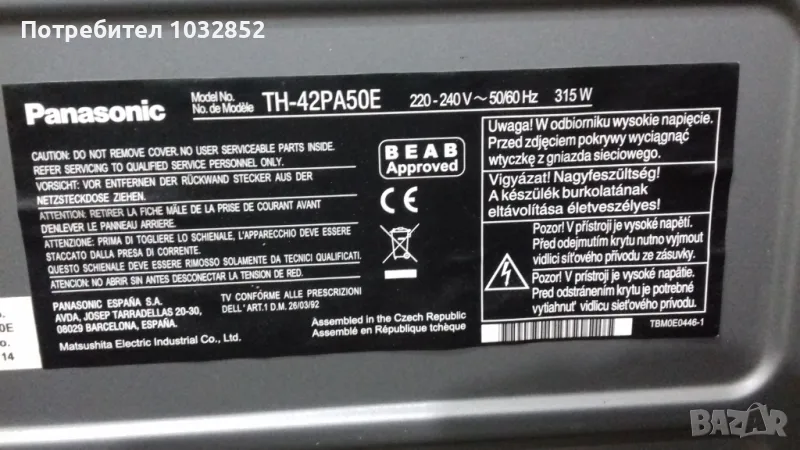 Потребител 1032852
Panasonic
Model No.
No. de Modèle
TH-42PA50E
220 - 240 V ~ 50/60 Hz
315 W
CAUTION: DO NOT REMOVE COVER. NO USER SERVICEABLE PARTS INSIDE.
REFER SERVICING TO QUALIFIED SERVICE PERSONNEL ONLY.
VORSICHT: VOR ENTFERNEN DER RÜCKWAND STECKER AUS DER
NETZSTECKDOSE ZIEHEN.
ATTENTION: RETIRER LA FICHE MÂLE DE LA PRISE DE COURANT AVANT
D'ENLEVER LE PANNEAU ARRIERE.
ATTENZIONE: PRIMA DI TOGLIERE LO SCHIENALE, L'APPARECCHIO DEVE ESSERE
STACCATO DALLA PRESA DI CORRENTE.
QUESTO SCHIENALE DEVE ESSERE RIMOSSO SOLAMENTE DA TECNICI QUALIFICATI.
ATENCION: NO ABRIR SIN ANTES DESCONECTAR LA TENSION DE RED.
PANASONIC ESPAÑA S.A.
AVDA, JOSEP TARRADELLAS 20-30,
08029 BARCELONA, ESPAÑA.
Matsushita Electric Industrial Co., Ltd.
TV CONFORME ALLE PRESCRIZIONI
DELL' ART.1 D.M. 26/03/92
BEAB
Approved
CE
Assembled in the Czech Republic
Assemblé en République tchèque
Uwaga! W odbiorniku wysokie napięcie.
Przed zdjęciem pokrywy wyciągnąć
wtyczkę z gniazda sieciowego.
Vigyázat! Nagyfeszültség!
A készülék burkolatának
eltávolítása életveszélyes!
Pozor! V přístroji je vysoké napětí.
Před odejmutím krytu nutno vyjmout
vidlici síťového přívodu ze zásuvky.
Pozor! V prístroji je vysoké napätie.
Pred odstránením krytu je potrebné
vytiahnuť vidlicu sieťového prívodu.
TBM0E0446-1
0E
o.
14
BAZAR